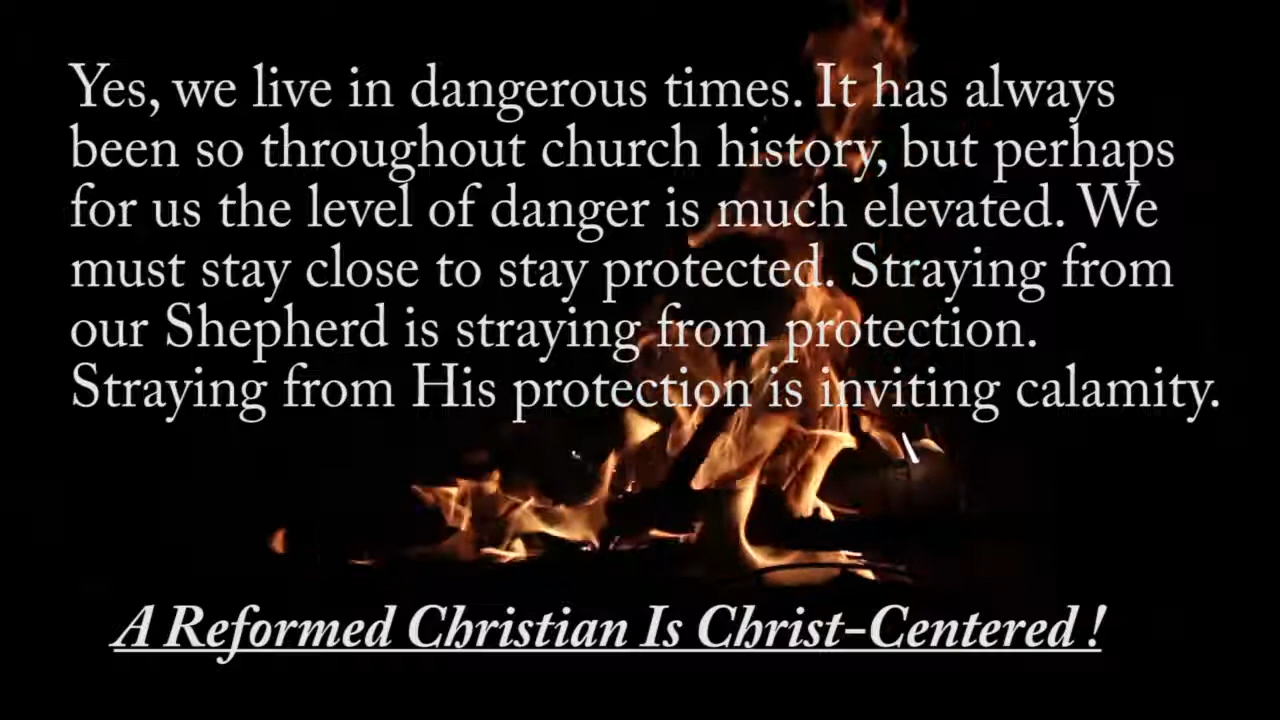 Yes, we live in dangerous times. It has always
been so throughout church history, but perhaps
for us the level of danger is much elevated. We
must stay close to stay protected. Straying from
our Shepherd is straying from protection.
Straying from His protection is inviting calamity.
A Reformed Christian Is Christ-Centered !